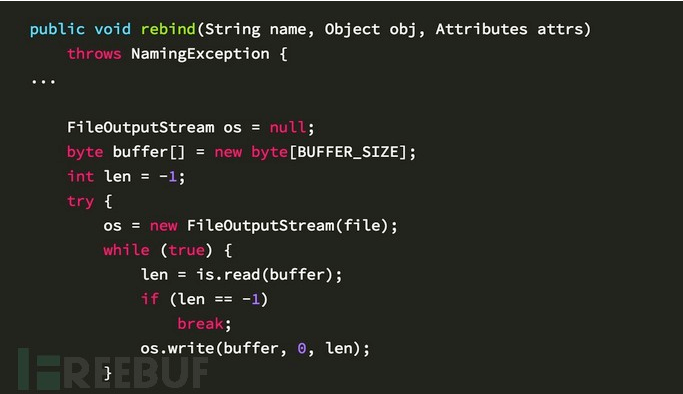 public void rebind(String name, Object obj, Attributes attrs)
    throws NamingException {
...

    FileOutputStream os = null;
    byte buffer[] = new byte[BUFFER_SIZE];
    int len = -1;
    try {
        os = new FileOutputStream(file);
        while (true) {
            len = is.read(buffer);
            if (len == -1)
                break;
            os.write(buffer, 0, len);
        }
FREEBUF